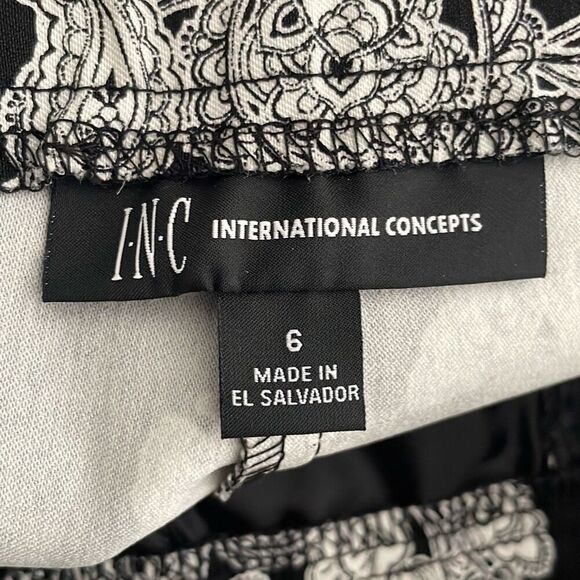 I·N·C INTERNATIONAL CONCEPTS
6
MADE IN
EL SALVADOR